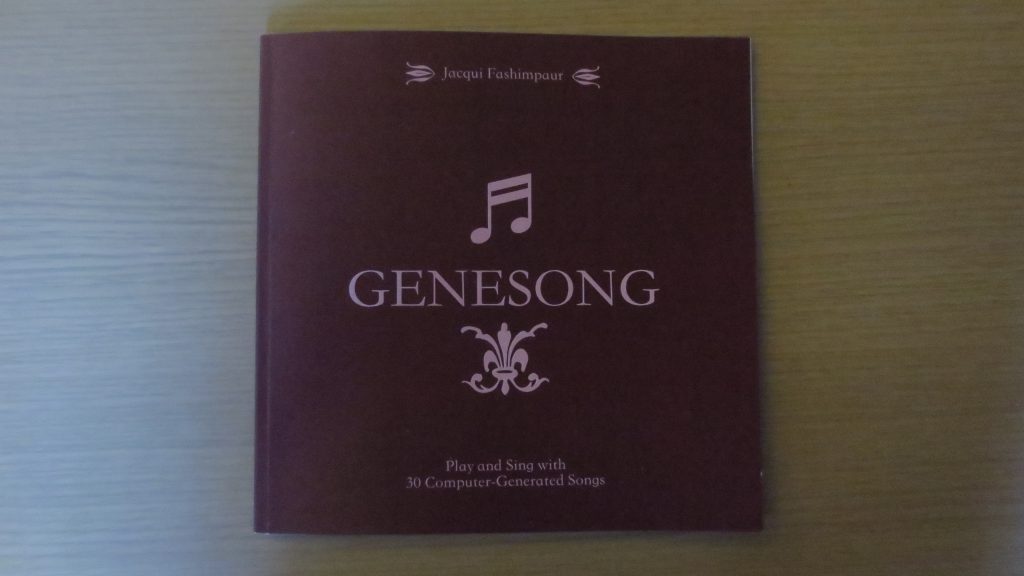 Jacqui Fashimpaur
GENESONG
Play and Sing with
30 Computer-Generated Songs